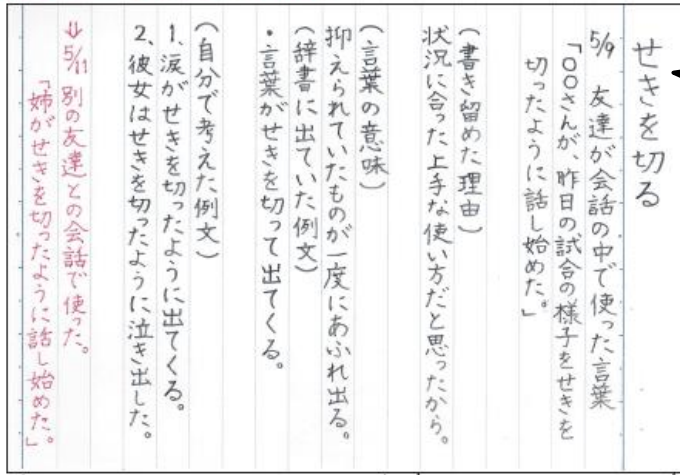 せきを切る
5/9 友達が会話の中で使った言葉
「○○さんが、昨日の試合の様子をせきを
切ったように話し始めた。」
（書き留めた理由）
状況に合った上手な使い方だと思ったから。
（言葉の意味）
抑えられていたものが一度にあふれ出る。
（辞書に出ていた例文）
・言葉がせきを切って出てくる。
（自分で考えた例文）
1、涙がせきを切ったように出てくる。
2、彼女はせきを切ったように泣き出した。
⇒5/11 別の友達との会話で使った。
「姉がせきを切ったように話し始めた。」